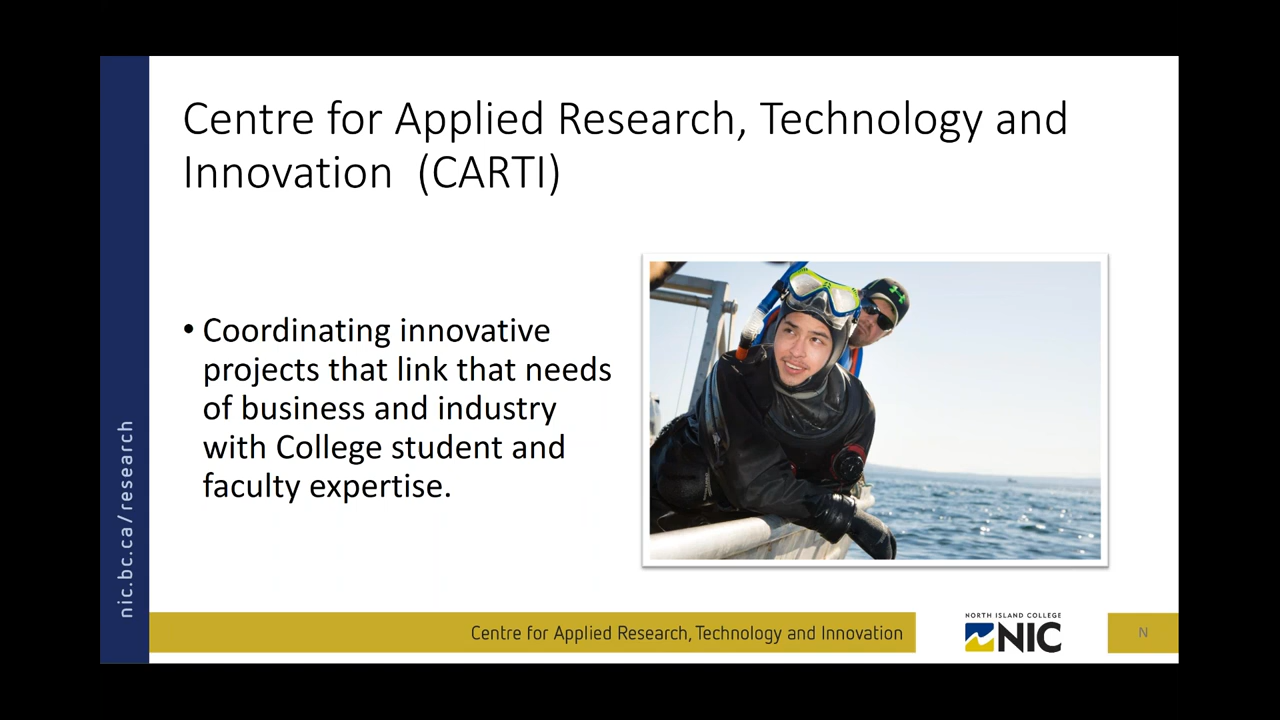 Centre for Applied Research, Technology and
Innovation (CARTI)
• Coordinating innovative
projects that link that needs
of business and industry
with College student and
faculty expertise.
nic.bc.ca/research
Centre for Applied Research, Technology and Innovation
NORTH ISLAND COLLEGE
NIC
N